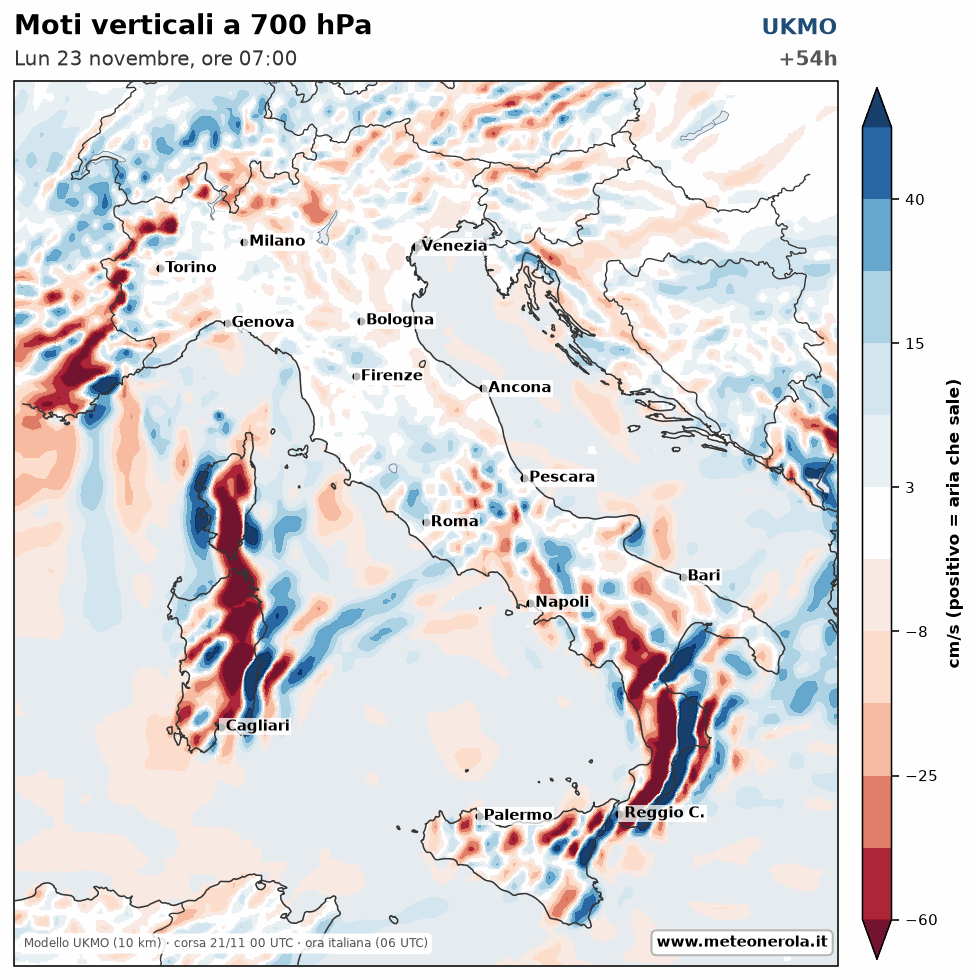 Moti verticali a 700 hPa
UKMO
Lun 23 novembre, ore 07:00
+54h
Milano
Venezia
Torino
Genova
Bologna
Firenze
Ancona
Pescara
Roma
Bari
Napoli
Cagliari
Reggio C.
Palermo
40
15
3
−8
−25
−60
cm/s (positivo = aria che sale)
Modello UKMO (10 km) · corsa 21/11 00 UTC · ora italiana (06 UTC)
www.meteonerola.it